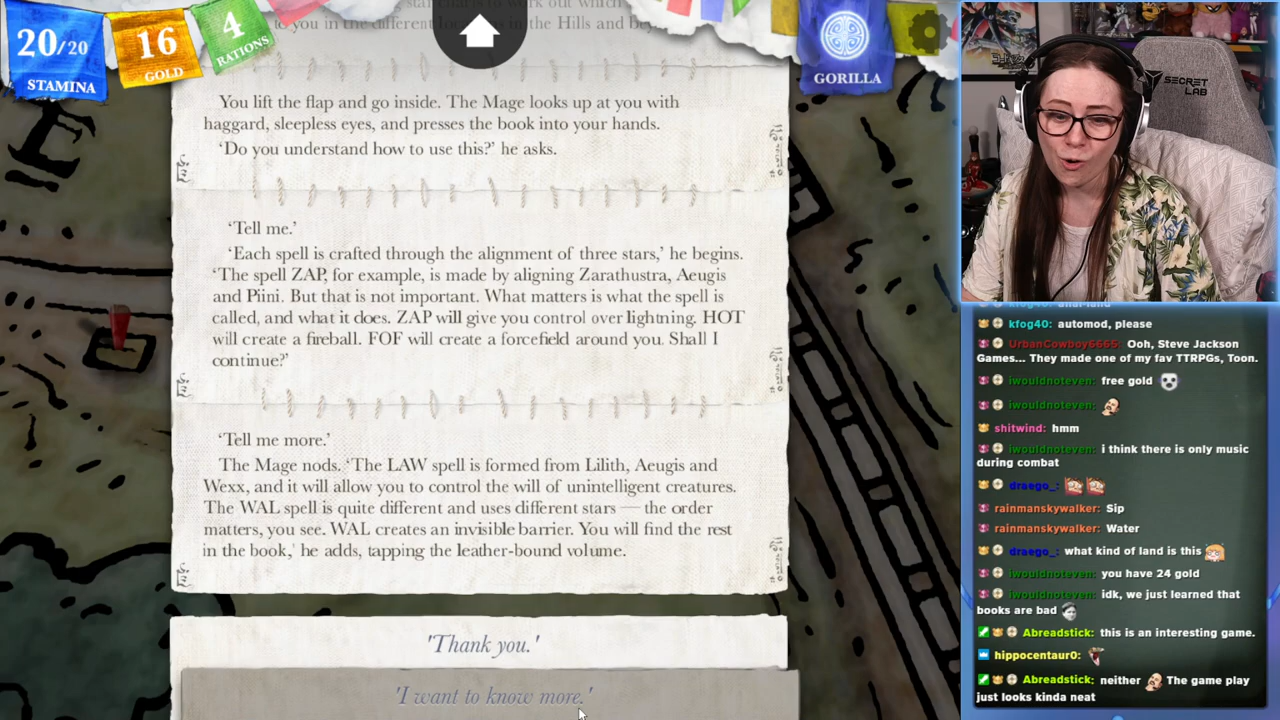 20/20
STAMINA
16
GOLD
4
RATIONS
GORILLA
to you in the different locations in the Hills and
You lift the flap and go inside. The Mage looks up at you with
haggard, sleepless eyes, and presses the book into your hands.
‘Do you understand how to use this?’ he asks.
‘Tell me.’
‘Each spell is crafted through the alignment of three stars,’ he begins.
‘The spell ZAP, for example, is made by aligning Zarathustra, Aeugis
and Piini. But that is not important. What matters is what the spell is
called, and what it does. ZAP will give you control over lightning. HOT
will create a fireball. FOF will create a forcefield around you. Shall I
continue?’
‘Tell me more.’
The Mage nods. ‘The LAW spell is formed from Lilith, Aeugis and
Wexx, and it will allow you to control the will of unintelligent creatures.
The WAL spell is quite different and uses different stars — the order
matters, you see. WAL creates an invisible barrier. You will find the rest
in the book,’ he adds, tapping the leather-bound volume.
'Thank you.'
'I want to know more.'
SECRET
LAB
kfog40: automod, please
UrbanCowboy6665: Ooh, Steve Jackson
Games... They made one of my fav TTRPGs, Toon.
iwouldnoteven: free gold
iwouldnoteven:
shitwind: hmm
iwouldnoteven: i think there is only music
during combat
draego_:
rainmanskywalker: Sip
rainmanskywalker: Water
draego_: what kind of land is this
iwouldnoteven: you have 24 gold
iwouldnoteven: idk, we just learned that
books are bad
Abreadstick: this is an interesting game.
hippocentaur0:
Abreadstick: neither The game play
just looks kinda neat